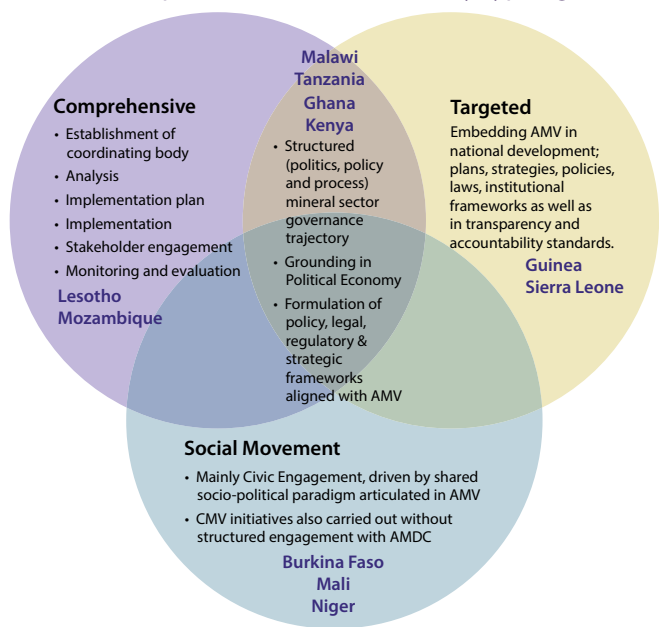 Comprehensive
• Establishment of
coordinating body
• Analysis
• Implementation plan
• Implementation
• Stakeholder engagement
• Monitoring and evaluation
Lesotho
Mozambique
Malawi
Tanzania
Ghana
Kenya
• Structured
(politics, policy
and process)
mineral sector
governance
trajectory
• Grounding in
Political Economy
• Formulation of
policy, legal,
regulatory &
strategic
frameworks
aligned with AMV
Targeted
Embedding AMV in
national development;
plans, strategies, policies,
laws, institutional
frameworks as well as
in transparency and
accountability standards.
Guinea
Sierra Leone
Social Movement
• Mainly Civic Engagement, driven by shared
socio-political paradigm articulated in AMV
• CMV initiatives also carried out without
structured engagement with AMDC
Burkina Faso
Mali
Niger